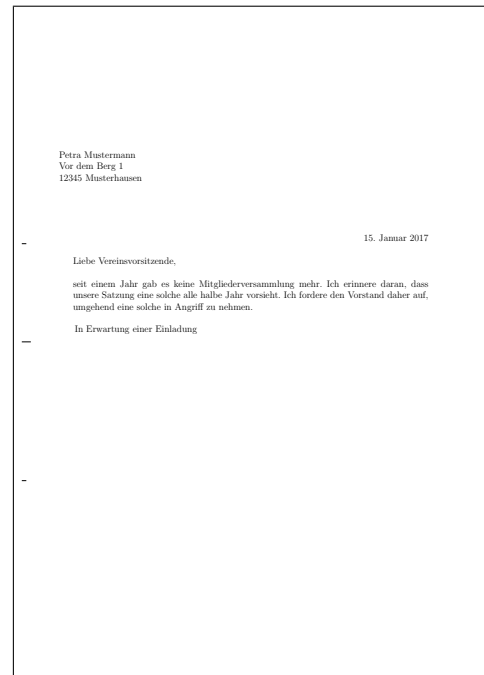 Petra Mustermann
Vor dem Berg 1
12345 Musterhausen
15. Januar 2017
Liebe Vereinsvorsitzende,
seit einem Jahr gab es keine Mitgliederversammlung mehr. Ich erinnere daran, dass
unsere Satzung eine solche alle halbe Jahr vorsieht. Ich fordere den Vorstand daher auf,
umgehend eine solche in Angriff zu nehmen.
In Erwartung einer Einladung